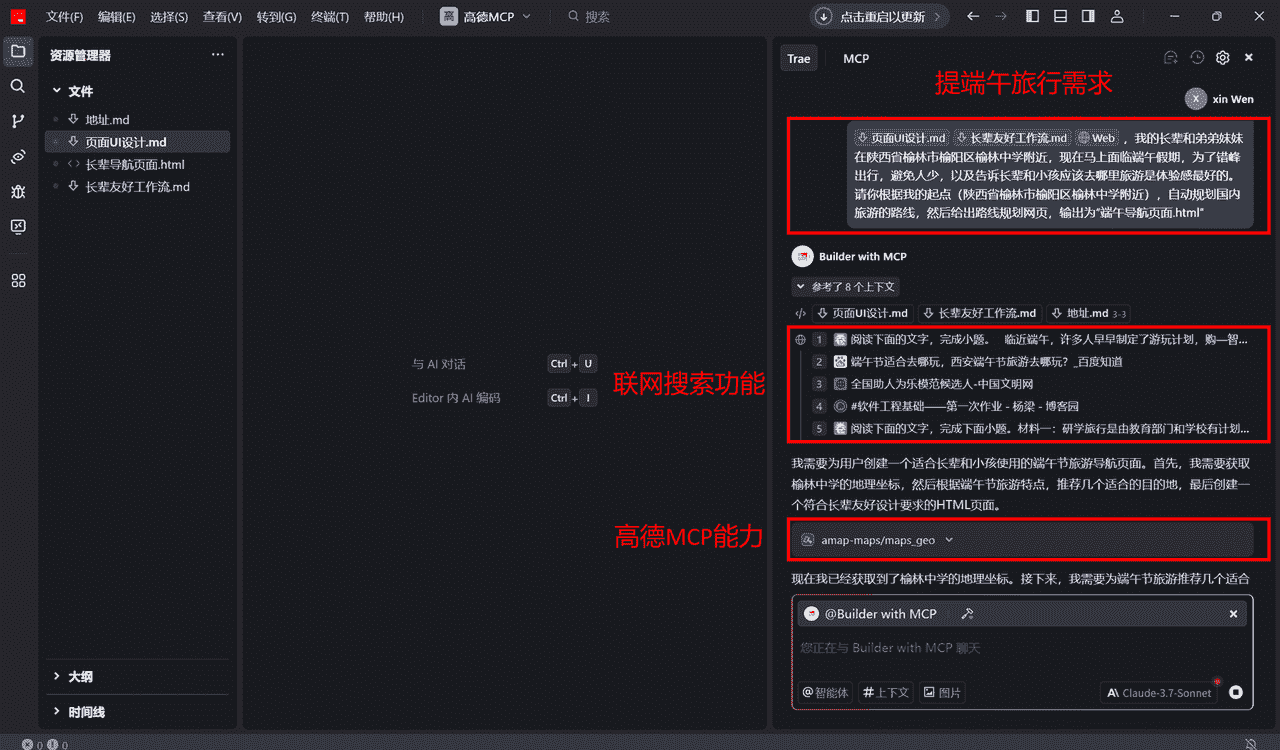 文件(F) 编辑(E) 选择(S) 查看(V) 转到(G) 终端(T) 帮助(H) 高 高德MCP 搜索 点击重启以更新
资源管理器
文件
地址.md
页面UI设计.md
长辈导航页面.html
长辈友好工作流.md
大纲
时间线
0 0
与 AI 对话 Ctrl + U
Editor 内 AI 编码 Ctrl + I
联网搜索功能
高德MCP能力
Trae MCP
提端午旅行需求
X xin Wen
页面UI设计.md 长辈友好工作流.md Web ，我的长辈和弟弟妹妹
在陕西省榆林市榆阳区榆林中学附近，现在马上面临端午假期，为了错峰
出行，避免人少，以及告诉长辈和小孩应该去哪里旅游是体验感最好的。
请你根据我的起点（陕西省榆林市榆阳区榆林中学附近），自动规划国内
旅游的路线，然后给出路线规划网页，输出为“端午导航页面.html”
Builder with MCP
参考了 8 个上下文
页面UI设计.md 长辈友好工作流.md 地址.md 3-3
1 阅读下面的文字，完成小题。 临近端午，许多人早早制定了游玩计划，购—智...
2 端午节适合去哪玩，西安端午节旅游去哪玩？_百度知道
3 全国助人为乐模范候选人-中国文明网
4 #软件工程基础——第一次作业 - 杨梁 - 博客园
5 阅读下面的文字，完成下面小题。材料一：研学旅行是由教育部门和学校有计划...
我需要为用户创建一个适合长辈和小孩使用的端午节旅游导航页面。首先，我需要获取
榆林中学的地理坐标，然后根据端午节旅游特点，推荐几个适合的目的地，最后创建一
个符合长辈友好设计要求的HTML页面。
amap-maps/maps_geo
现在我已经获取到了榆林中学的地理坐标。接下来，我需要为端午节旅游推荐几个适合
@Builder with MCP
您正在与 Builder with MCP 聊天
@智能体 #上下文 图片 A\ Claude-3.7-Sonnet